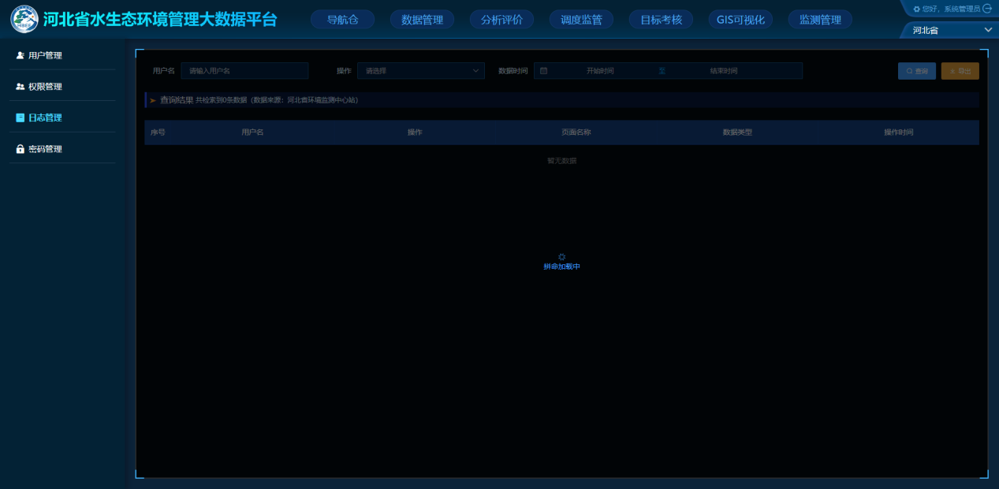 河北省水生态环境管理大数据平台
导航仓 数据管理 分析评价 调度监管 目标考核 GIS可视化 监测管理
您好，系统管理员
河北省
用户管理
权限管理
日志管理
密码管理
用户名 请输入用户名 操作 请选择 数据时间 开始时间 至 结束时间 查询 导出
查询结果 共检索到0条数据（数据来源：河北省环境监测中心站）
序号 用户名 操作 页面名称 数据类型 操作时间
暂无数据
拼命加载中